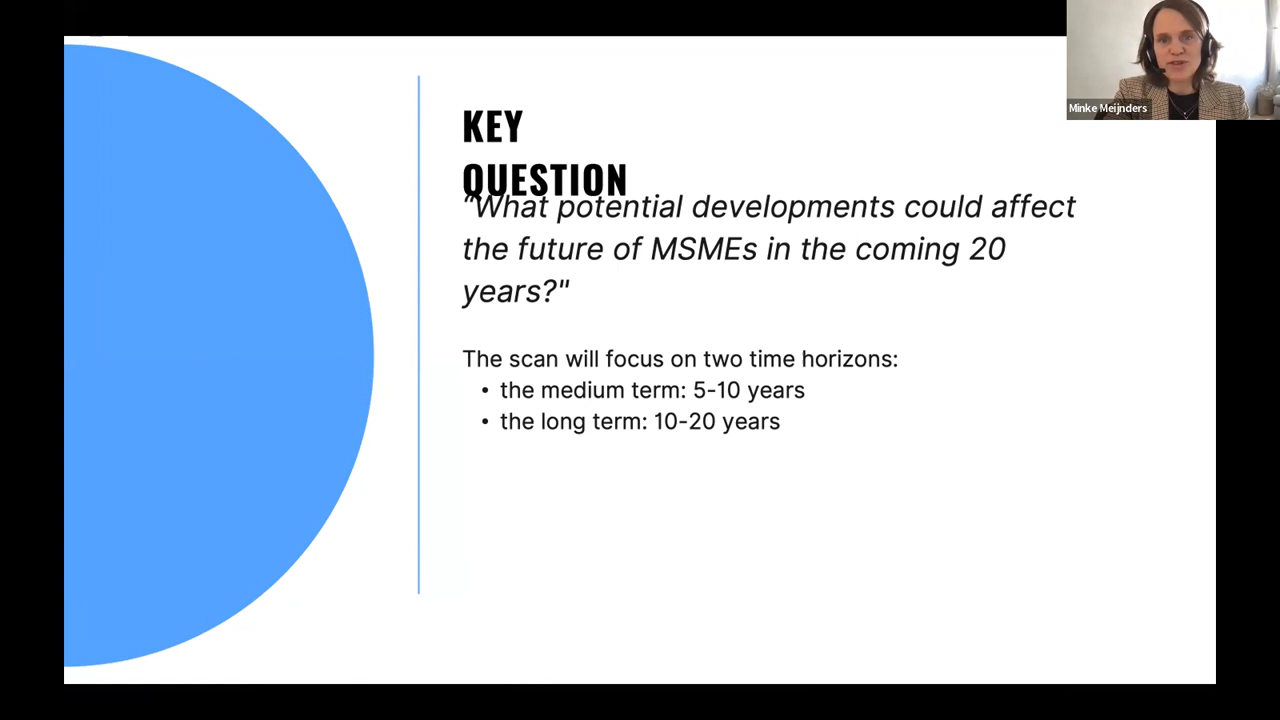 Minke Meijnders
KEY
QUESTION
"What potential developments could affect
the future of MSMEs in the coming 20
years?"
The scan will focus on two time horizons:
• the medium term: 5-10 years
• the long term: 10-20 years